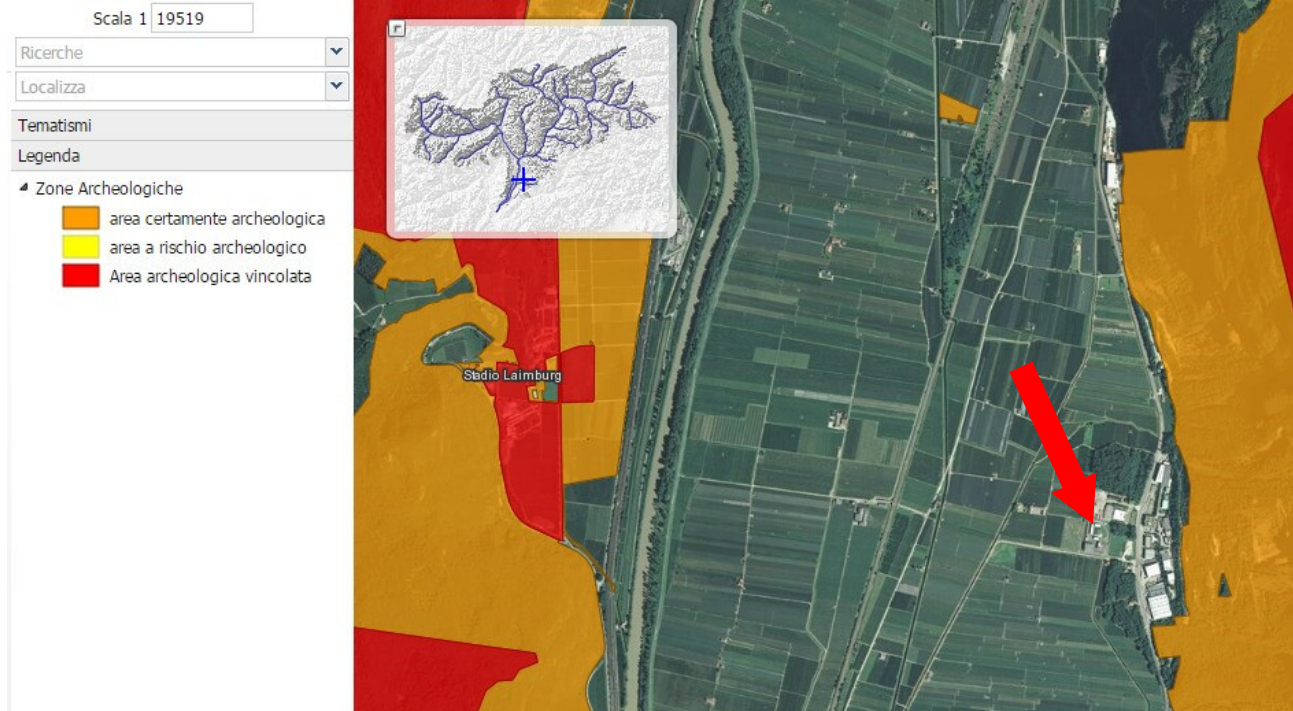 Scala 1 19519
Ricerche
Localizza
Tematismi
Legenda
Zone Archeologiche
area certamente archeologica
area a rischio archeologico
Area archeologica vincolata
Stadio Laimburg